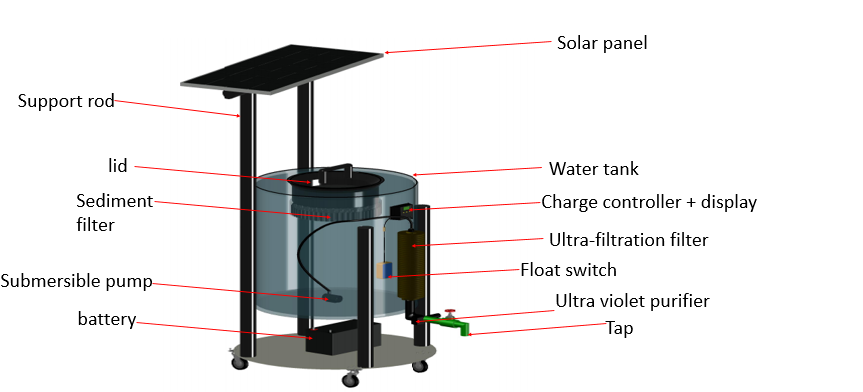 Solar panel
Support rod
lid
Water tank
Sediment
filter
Charge controller + display
Ultra-filtration filter
Float switch
Submersible pump
Ultra violet purifier
battery
Tap